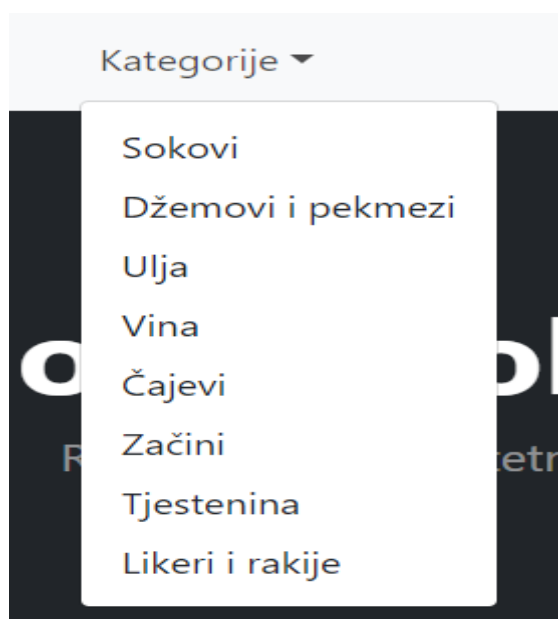 Kategorije
Sokovi
Džemovi i pekmezi
Ulja
Vina
Čajevi
Začini
Tjestenina
Likeri i rakije